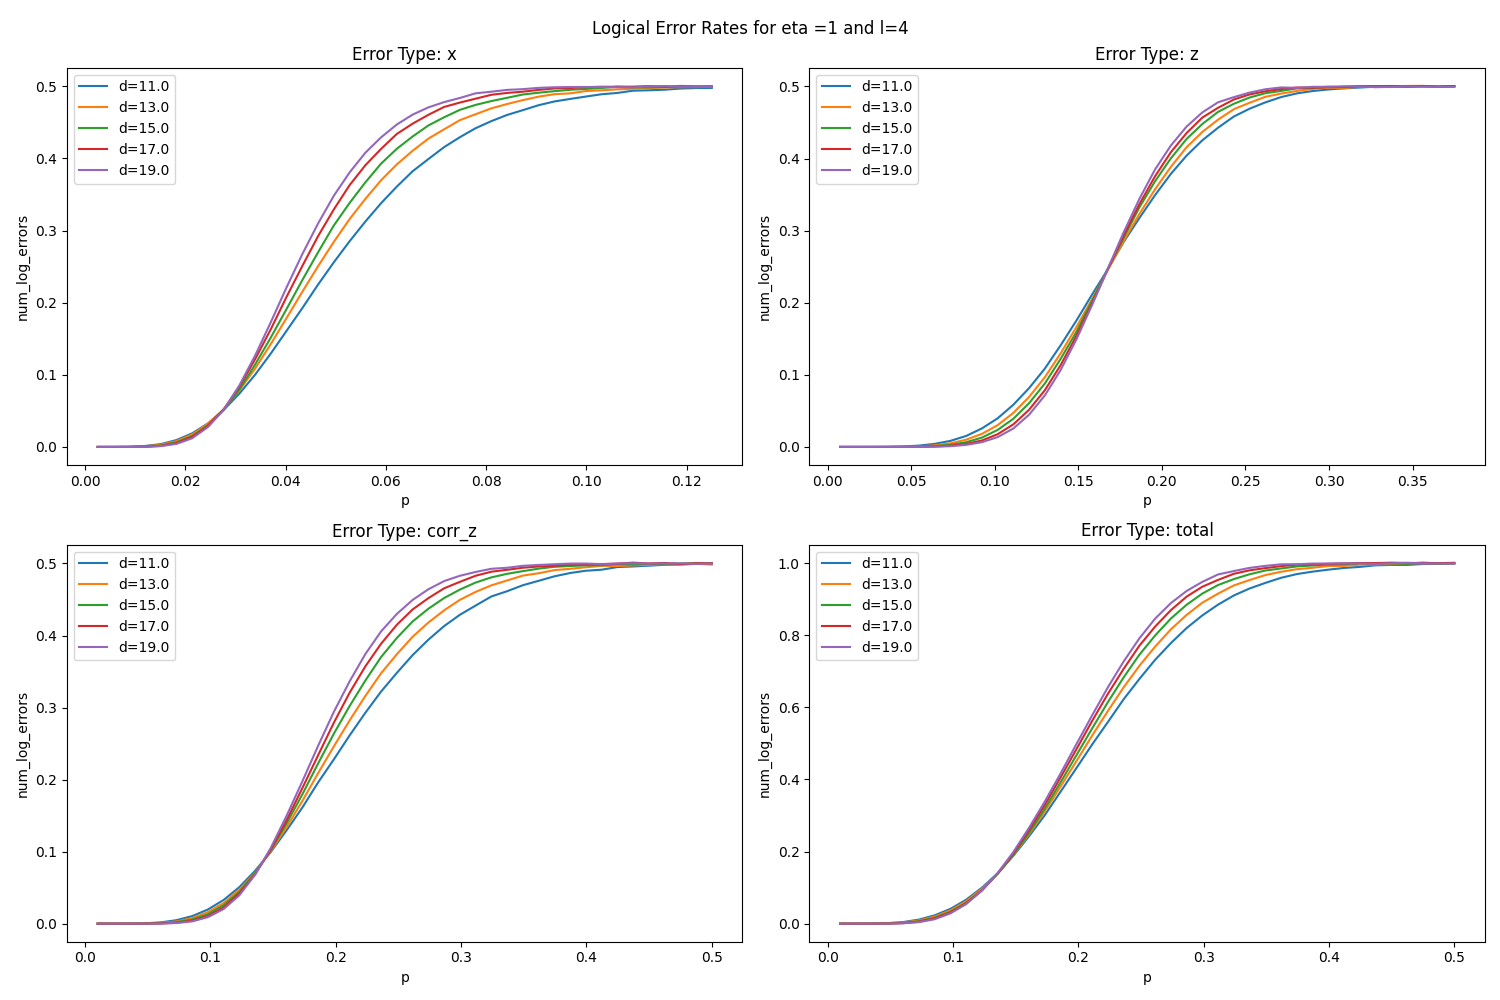 Logical Error Rates for eta =1 and l=4
Error Type: x
d=11.0
d=13.0
d=15.0
d=17.0
d=19.0
num_log_errors
0.5
0.4
0.3
0.2
0.1
0.0
0.00 0.02 0.04 0.06 0.08 0.10 0.12
p
Error Type: z
d=11.0
d=13.0
d=15.0
d=17.0
d=19.0
num_log_errors
0.5
0.4
0.3
0.2
0.1
0.0
0.00 0.05 0.10 0.15 0.20 0.25 0.30 0.35
p
Error Type: corr_z
d=11.0
d=13.0
d=15.0
d=17.0
d=19.0
num_log_errors
0.5
0.4
0.3
0.2
0.1
0.0
0.0 0.1 0.2 0.3 0.4 0.5
p
Error Type: total
d=11.0
d=13.0
d=15.0
d=17.0
d=19.0
num_log_errors
1.0
0.8
0.6
0.4
0.2
0.0
0.0 0.1 0.2 0.3 0.4 0.5
p